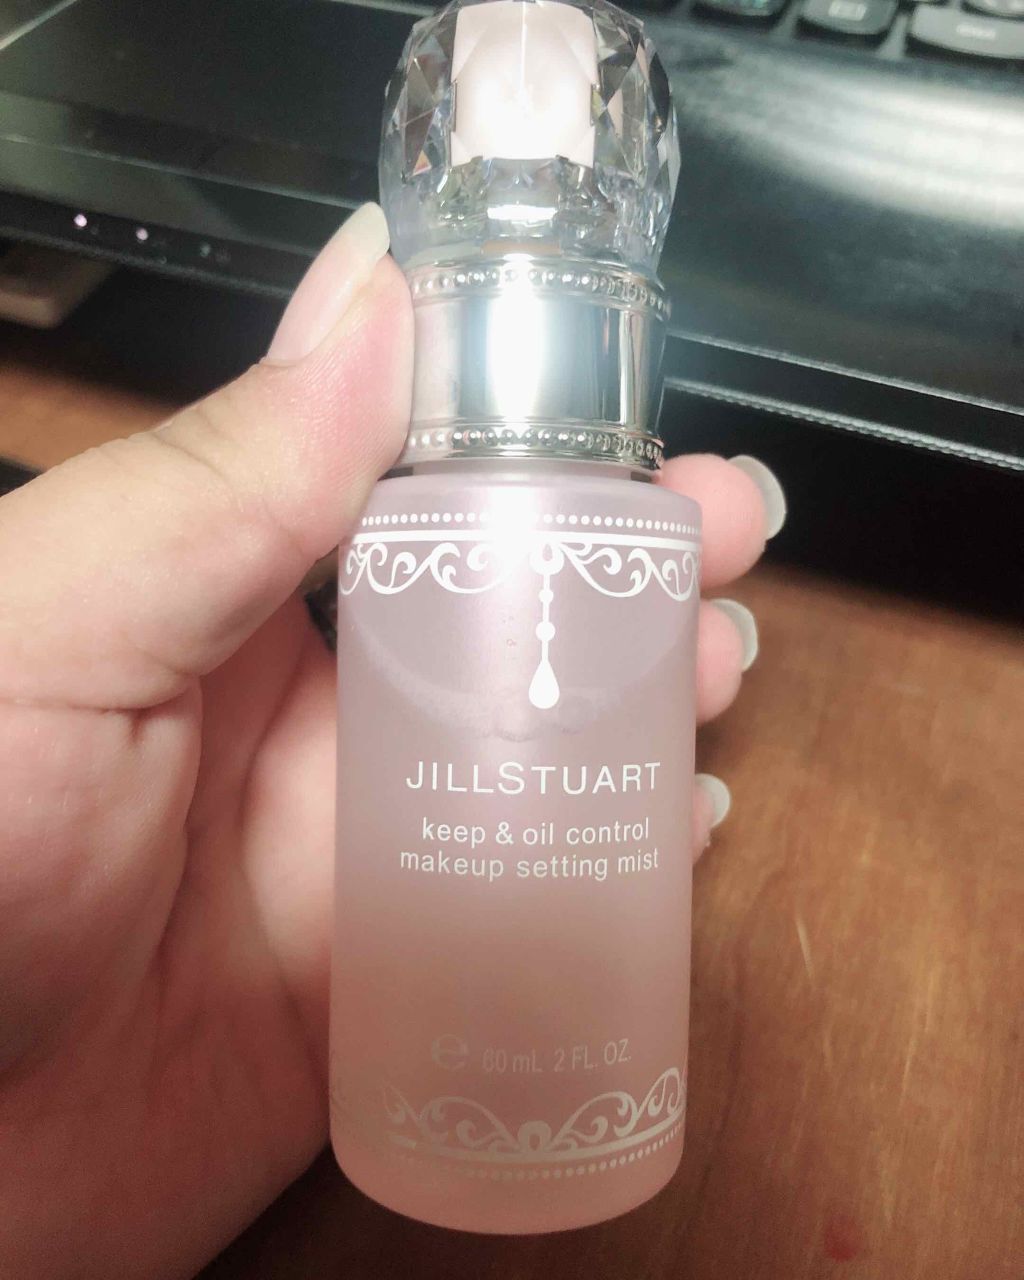 JILLSTUART
keep & oil control
makeup setting mist
℮ 60 mL 2 FL. OZ.